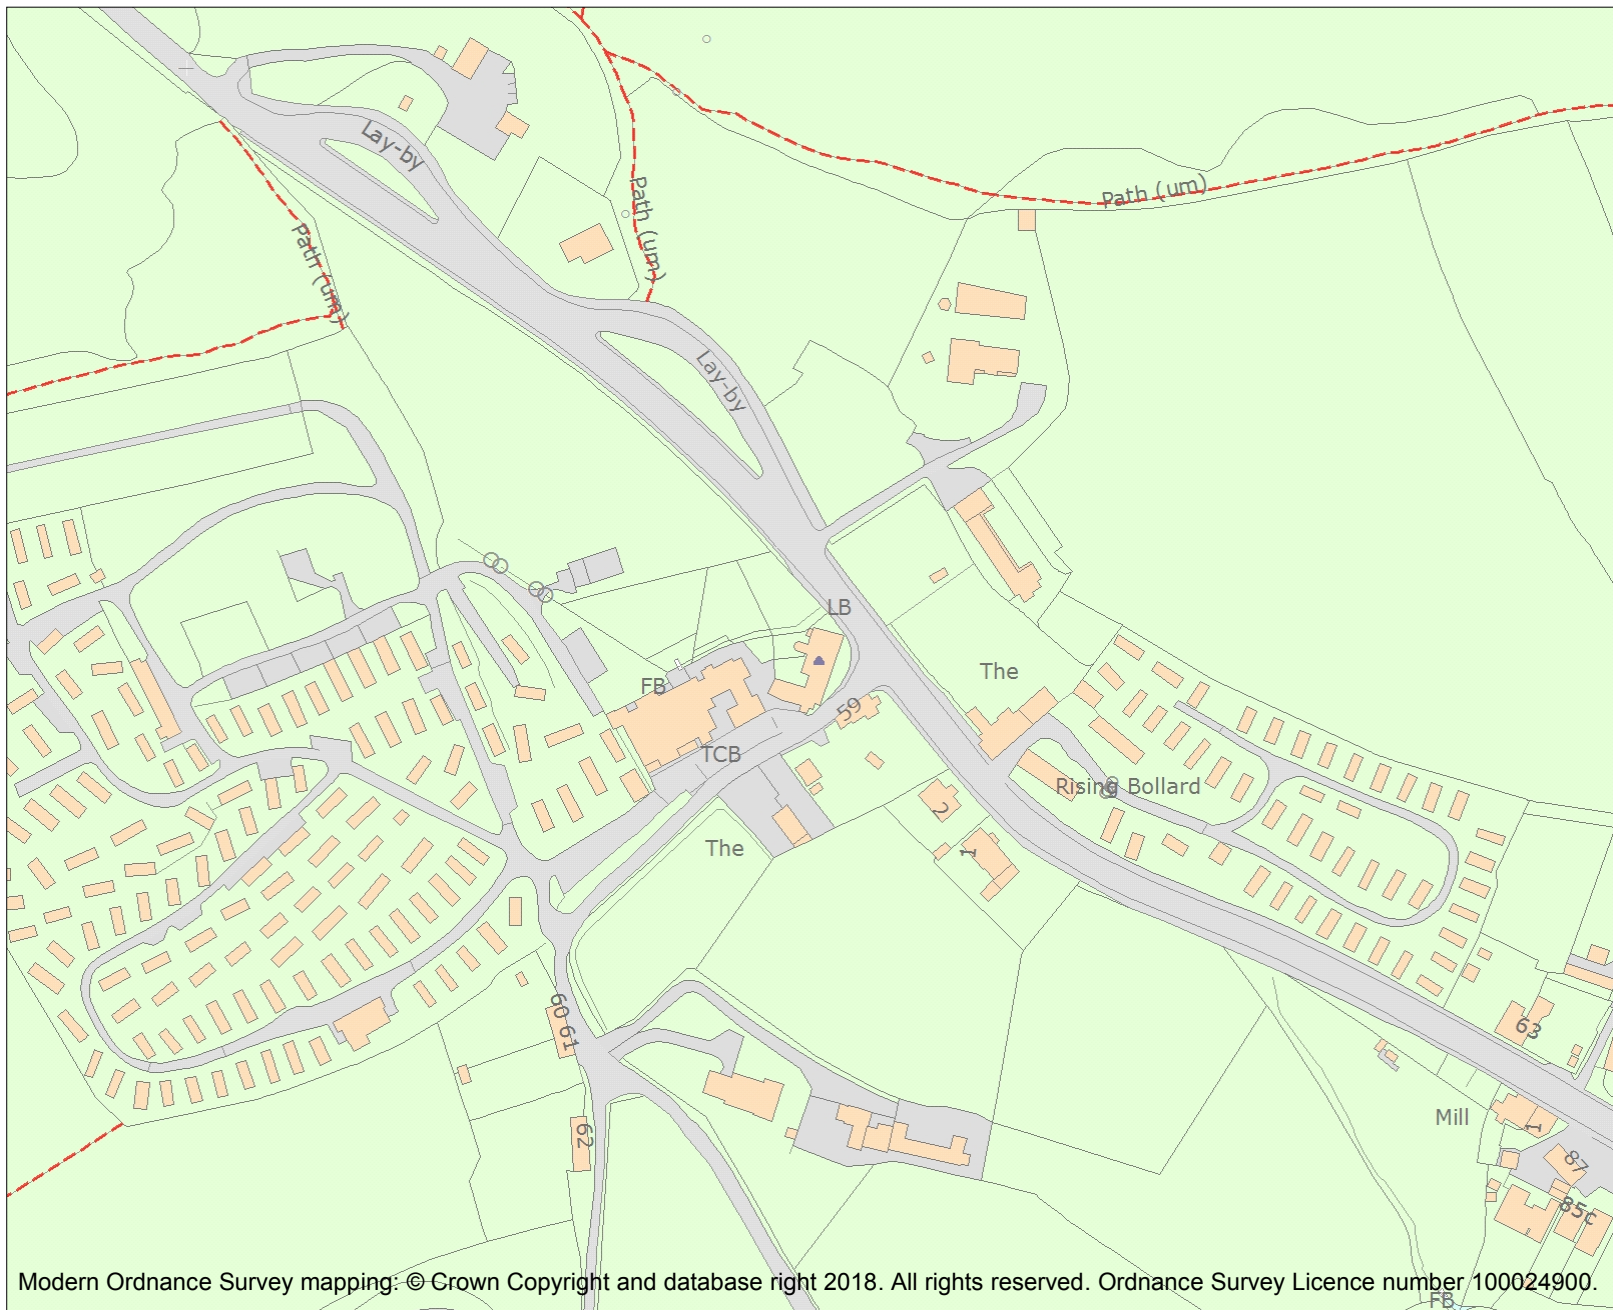 Lay-by
Path (um)
Path (um)
Path (um)
Lay-by
LB
The
FB
59
TCB
Rising Bollard
2
The
1
60 61
63
62
Mill
1
87
85c
Modern Ordnance Survey mapping: © Crown Copyright and database right 2018. All rights reserved. Ordnance Survey Licence number 100024900.
FB